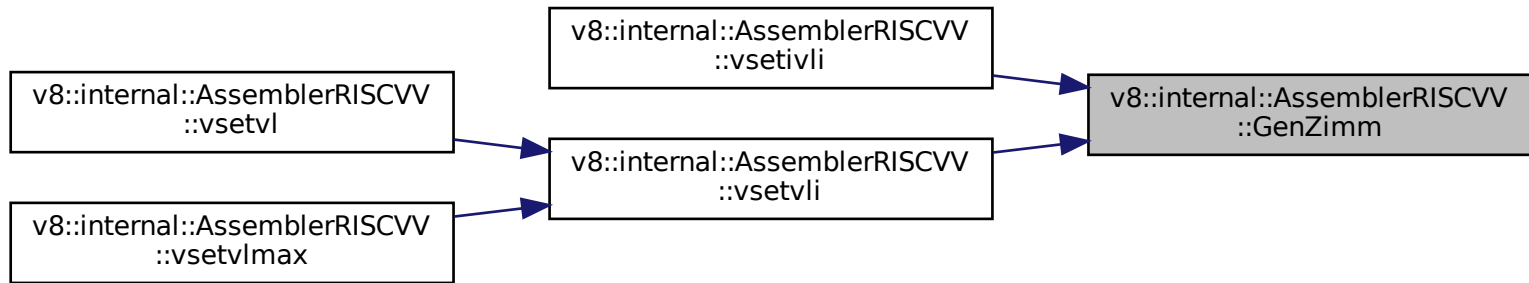 v8::internal::AssemblerRISCVV
::vsetivli
v8::internal::AssemblerRISCVV
::vsetvl
v8::internal::AssemblerRISCVV
::GenZimm
v8::internal::AssemblerRISCVV
::vsetvli
v8::internal::AssemblerRISCVV
::vsetvlmax